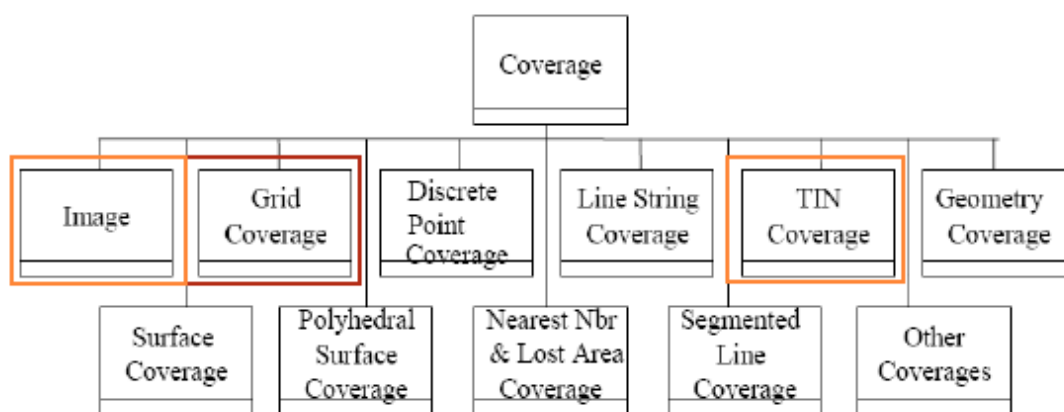 Coverage
Image
Grid
Coverage
Discrete
Point
Coverage
Line String
Coverage
TIN
Coverage
Geometry
Coverage
Surface
Coverage
Polyhedral
Surface
Coverage
Nearest Nbr
& Lost Area
Coverage
Segmented
Line
Coverage
Other
Coverages